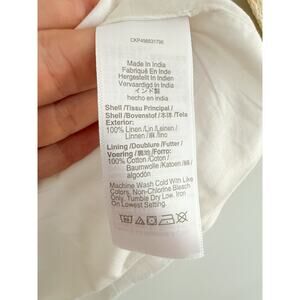 Made In India
Fabriqué En Inde
Hergestellt In Indien
Vervaardigd In India
インド製
hecho en india
Shell /Tissu Principal /
Shell /Bovenstof /本体 /Tela
Exterior:
100% Linen /Lin /Leinen /
Linnen /麻 /lino
Lining /Doublure /Futter /
Voering /裏地 /Forro:
100% Cotton /Coton /
Baumwolle /Katoen /綿 /
algodón
Machine Wash Cold With Like
Colors, Non-Chlorine Bleach
Only, Tumble Dry Low, Iron
On Lowest Setting.